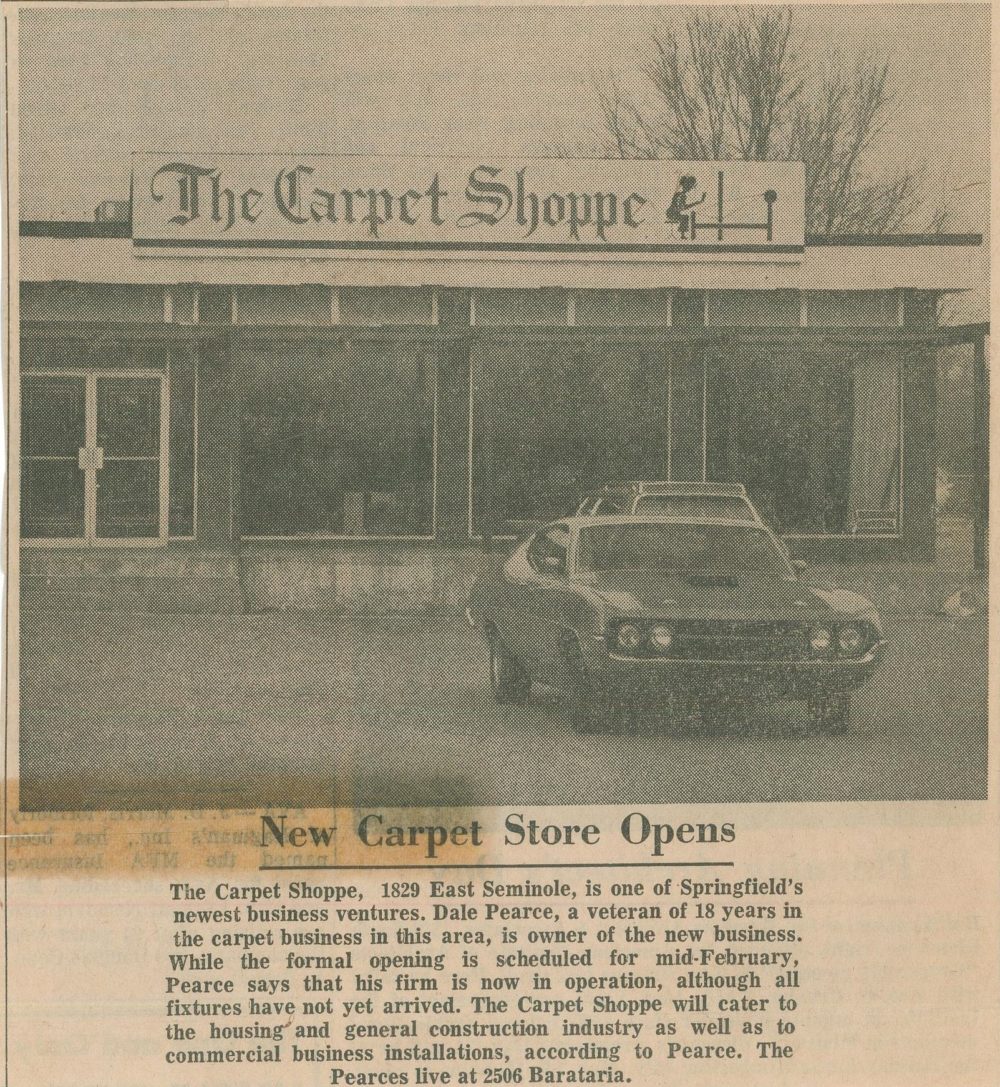 The Carpet Shoppe
New Carpet Store Opens
The Carpet Shoppe, 1829 East Seminole, is one of Springfield's
newest business ventures. Dale Pearce, a veteran of 18 years in
the carpet business in this area, is owner of the new business.
While the formal opening is scheduled for mid-February,
Pearce says that his firm is now in operation, although all
fixtures have not yet arrived. The Carpet Shoppe will cater to
the housing and general construction industry as well as to
commercial business installations, according to Pearce. The
Pearces live at 2506 Barataria.